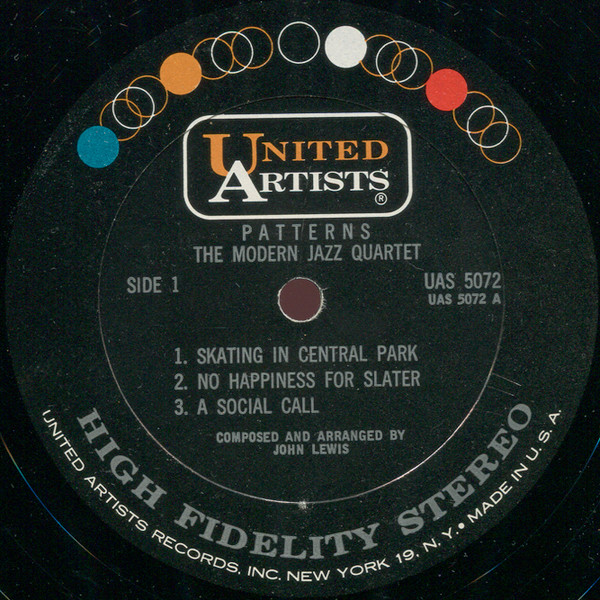 UNITED
ARTISTS
®
PATTERNS
THE MODERN JAZZ QUARTET
SIDE 1
UAS 5072
UAS 5072 A
1. SKATING IN CENTRAL PARK
2. NO HAPPINESS FOR SLATER
3. A SOCIAL CALL
COMPOSED AND ARRANGED BY
JOHN LEWIS
HIGH FIDELITY STEREO
UNITED ARTISTS RECORDS, INC. NEW YORK 19, N.Y. • MADE IN U.S.A.